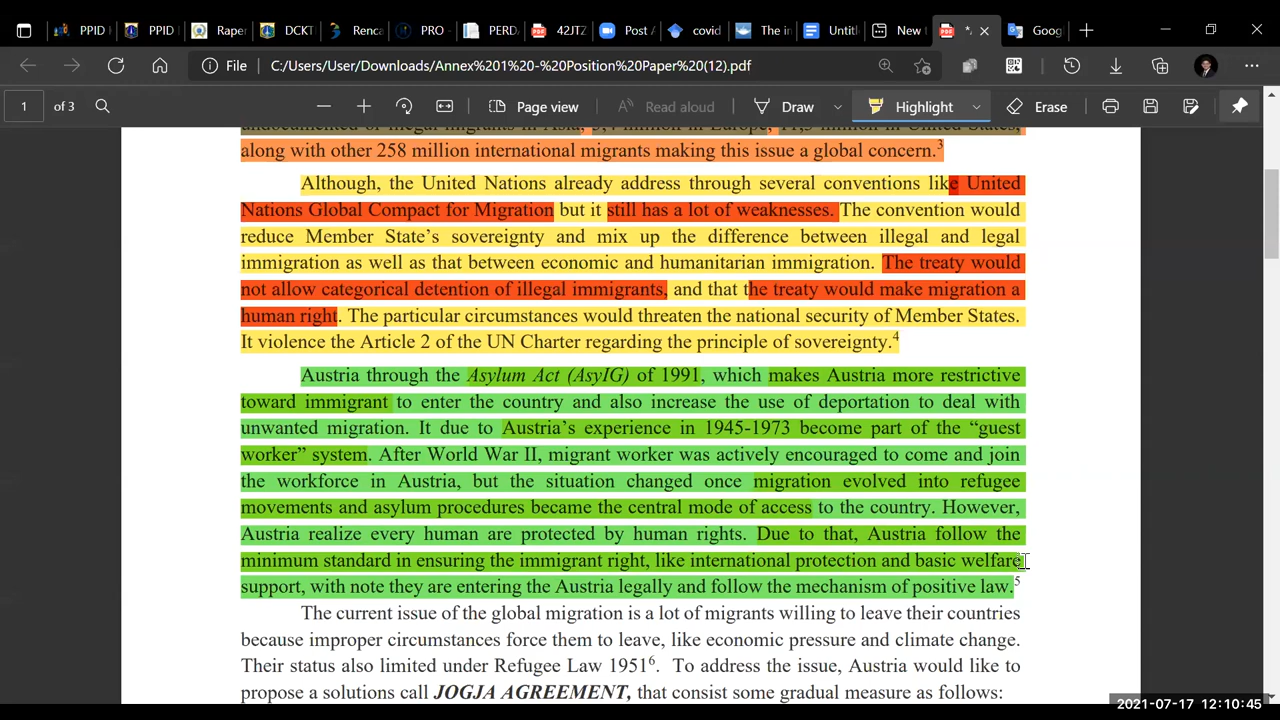 PPID I
PPID I
Raper
DCKT
Renca
PRO -
PERD
42JTZ
Post A
covid
The in
Untitl
New t
*.
Goog
File
C:/Users/User/Downloads/Annex%201%20-%20Position%20Paper%20(12).pdf
1 of 3
Page view
Read aloud
Draw
Highlight
Erase
undocumented or illegal migrants in Asia, million in Europe, million in United States,
along with other 258 million international migrants making this issue a global concern.3
Although, the United Nations already address through several conventions like United
Nations Global Compact for Migration but it still has a lot of weaknesses. The convention would
reduce Member State's sovereignty and mix up the difference between illegal and legal
immigration as well as that between economic and humanitarian immigration. The treaty would
not allow categorical detention of illegal immigrants, and that the treaty would make migration a
human right. The particular circumstances would threaten the national security of Member States.
It violence the Article 2 of the UN Charter regarding the principle of sovereignty.4
Austria through the Asylum Act (AsyIG) of 1991, which makes Austria more restrictive
toward immigrant to enter the country and also increase the use of deportation to deal with
unwanted migration. It due to Austria's experience in 1945-1973 become part of the “guest
worker” system. After World War II, migrant worker was actively encouraged to come and join
the workforce in Austria, but the situation changed once migration evolved into refugee
movements and asylum procedures became the central mode of access to the country. However,
Austria realize every human are protected by human rights. Due to that, Austria follow the
minimum standard in ensuring the immigrant right, like international protection and basic welfare
support, with note they are entering the Austria legally and follow the mechanism of positive law.5
The current issue of the global migration is a lot of migrants willing to leave their countries
because improper circumstances force them to leave, like economic pressure and climate change.
Their status also limited under Refugee Law 19516. To address the issue, Austria would like to
propose a solutions call JOGJA AGREEMENT, that consist some gradual measure as follows:
2021-07-17 12:10:45